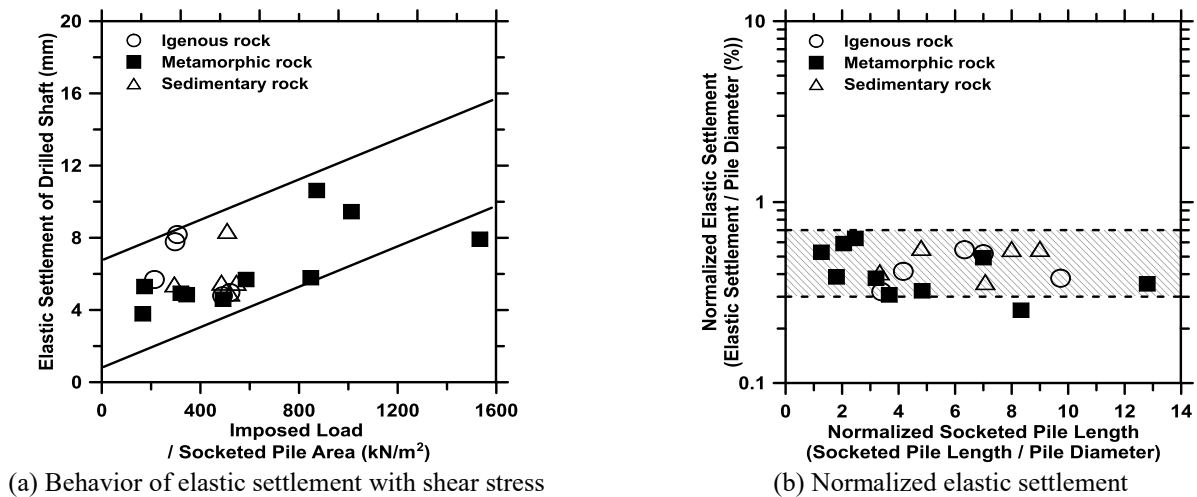 Elastic Settlement of Drilled Shaft (mm)
20
16
12
8
4
0
Igenous rock
Metamorphic rock
Sedimentary rock
0 400 800 1200 1600
Imposed Load
/ Socketed Pile Area (kN/m²)
(a) Behavior of elastic settlement with shear stress
Normalized Elastic Settlement
(Elastic Settlement / Pile Diameter (%))
10
1
0.1
Igenous rock
Metamorphic rock
Sedimentary rock
0 2 4 6 8 10 12 14
Normalized Socketed Pile Length
(Socketed Pile Length / Pile Diameter)
(b) Normalized elastic settlement